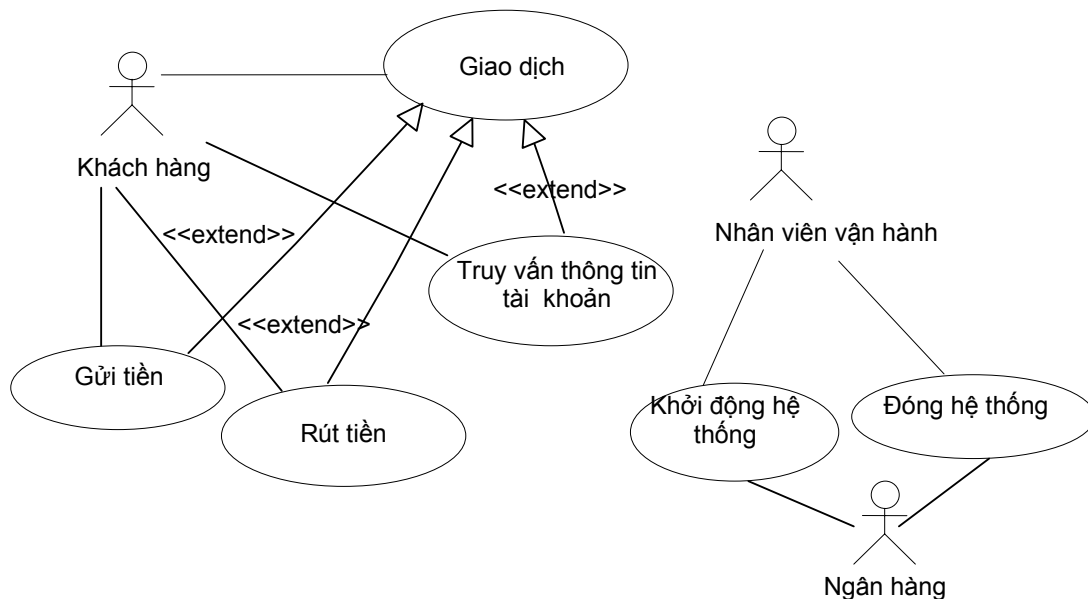 Giao dịch
Khách hàng
<<extend>>
<<extend>>
Nhân viên vận hành
Truy vấn thông tin
tài khoản
<<extend>>
Gửi tiền
Rút tiền
Khởi động hệ
thống
Đóng hệ thống
Ngân hàng